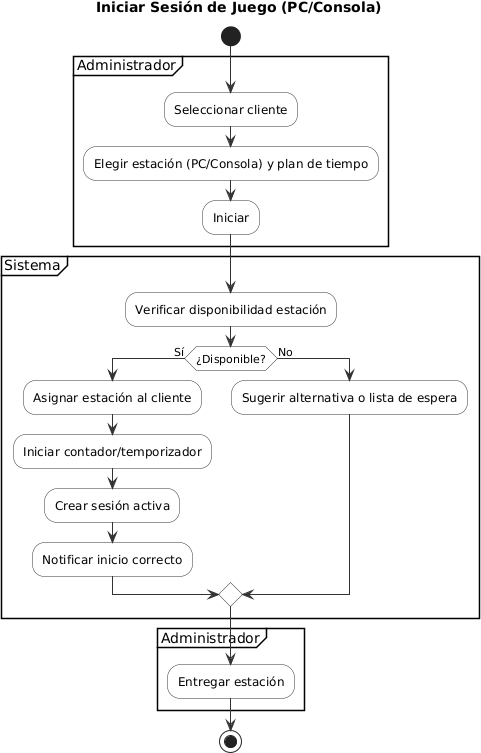 Iniciar Sesión de Juego (PC/Consola)
Administrador
Seleccionar cliente
Elegir estación (PC/Consola) y plan de tiempo
Iniciar
Sistema
Verificar disponibilidad estación
Sí
¿Disponible?
No
Asignar estación al cliente
Sugerir alternativa o lista de espera
Iniciar contador/temporizador
Crear sesión activa
Notificar inicio correcto
Administrador
Entregar estación